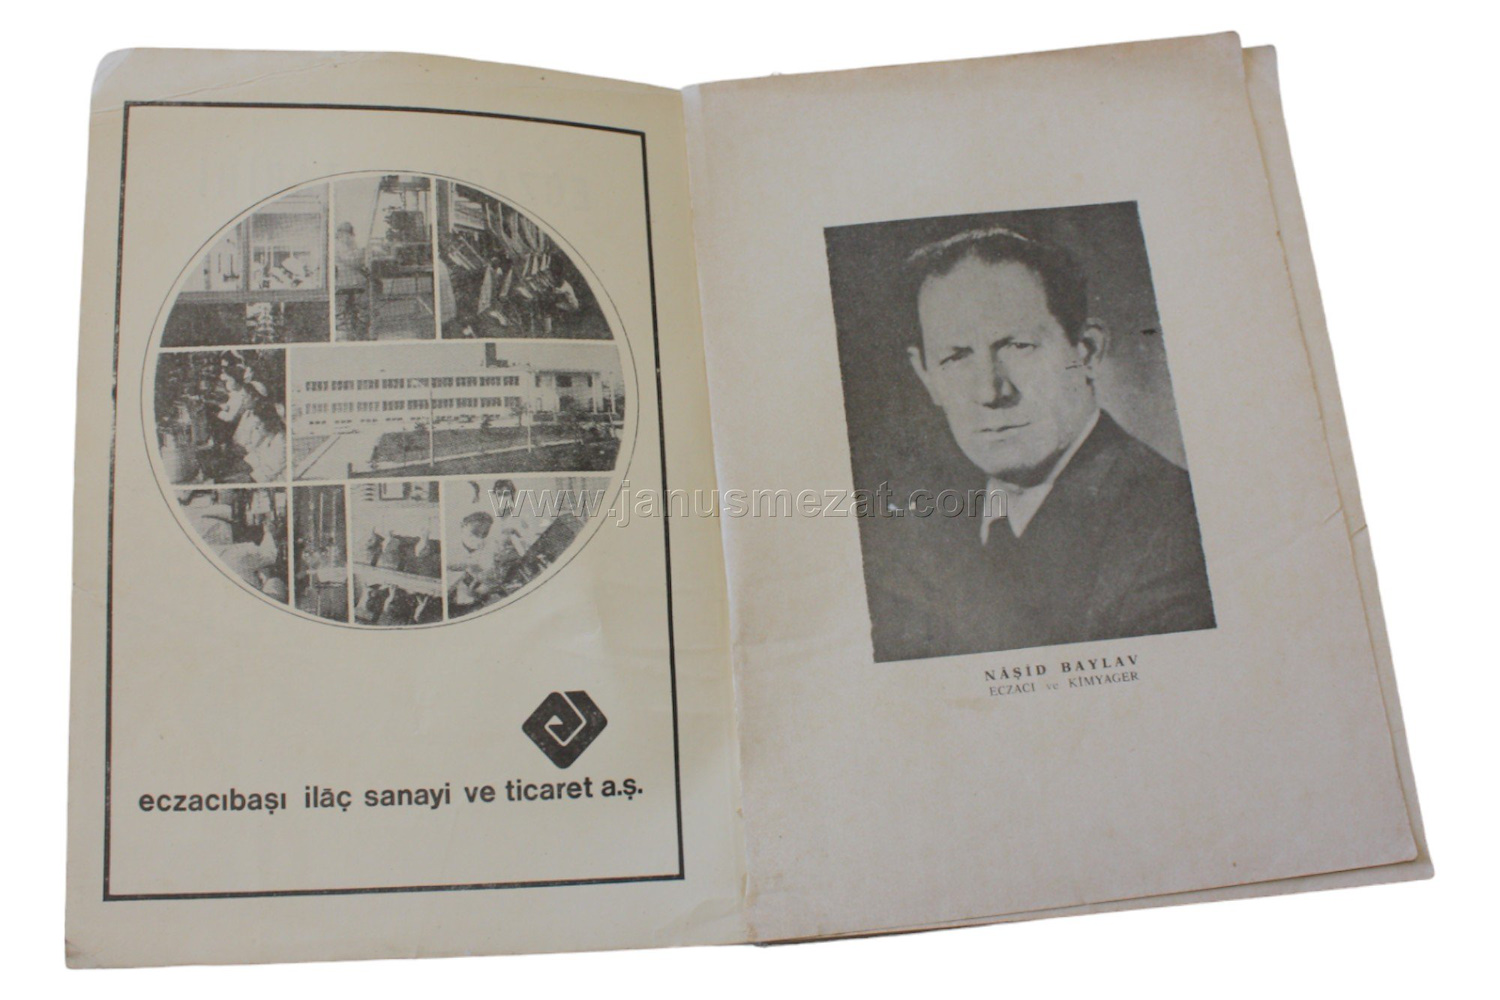 eczacıbaşı ilâç sanayi ve ticaret a.ş.
NÂŞİD BAYLAV
ECZACI ve KİMYAGER
www.janusmezat.com